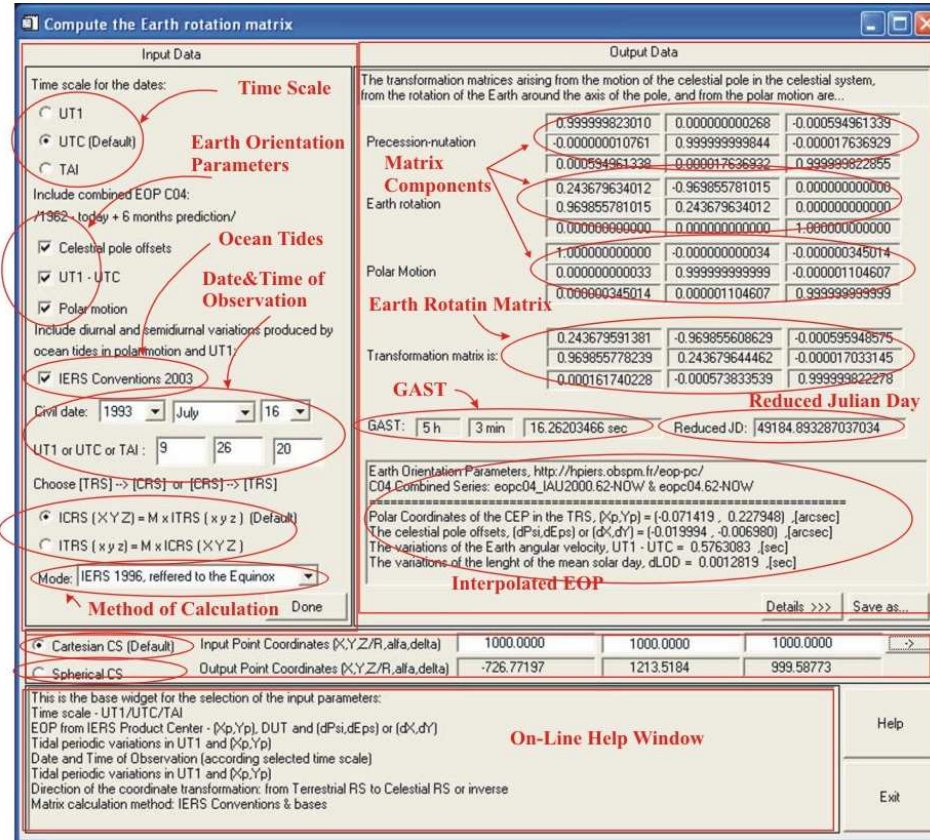 Compute the Earth rotation matrix
Input Data
Time scale for the dates:
Time Scale
UT1
UTC (Default)
TAI
Earth Orientation
Parameters
Include combined EOP C04:
/1962 - today + 6 months prediction/
Celestial pole offsets
Ocean Tides
UT1 - UTC
Date&Time of
Observation
Polar motion
Include diurnal and semidiurnal variations produced by
ocean tides in polar motion and UT1:
IERS Conventions 2003
Civil date: 1993 July 16
UT1 or UTC or TAI : 9 26 20
Choose [TRS] --> [CRS] or [CRS] --> [TRS]
ICRS ( X Y Z ) = M x ITRS ( x y z ) (Default)
ITRS ( x y z) = M x ICRS ( X Y Z )
Mode: IERS 1996, reffered to the Equinox
Method of Calculation
Done
Output Data
The transformation matrices arising from the motion of the celestial pole in the celestial system,
from the rotation of the Earth around the axis of the pole, and from the polar motion are...
0.999999823010 0.000000000268 -0.000594961339
Precession-nutation -0.000000010761 0.999999999844 -0.000017636929
0.000594961338 0.000017636932 0.999999822855
Matrix
Components
0.243679634012 -0.969855781015 0.000000000000
Earth rotation 0.969855781015 0.243679634012 0.000000000000
0.000000000000 0.000000000000 1.000000000000
1.000000000000 -0.000000000034 -0.000000345014
Polar Motion 0.000000000033 0.999999999999 -0.000001104607
0.000000345014 0.000001104607 0.999999999999
Earth Rotatin Matrix
0.243679591381 -0.969855608629 -0.000595948575
Transformation matrix is: 0.969855778239 0.243679644462 -0.000017033145
0.000161740228 -0.000573833539 0.999999822278
GAST
Reduced Julian Day
GAST: 5 h 3 min 16.26203466 sec Reduced JD: 49184.893287037034
Earth Orientation Parameters, http://hpiers.obspm.fr/eop-pc/
C04 Combined Series: eopc04_IAU2000.62-NOW & eopc04.62-NOW
==========================================================================
Polar Coordinates of the CEP in the TRS, (Xp,Yp) = (-0.071419 , 0.227948) ,[arcsec]
The celestial pole offsets, (dPsi,dEps) or (dX,dY) = (-0.019994 , -0.006980) ,[arcsec]
The variations of the Earth angular velocity, UT1 - UTC = 0.5763083 ,[sec]
The variations of the lenght of the mean solar day, dLOD = 0.0012819 ,[sec]
Interpolated EOP
Details >>> Save as...
Cartesian CS (Default) Input Point Coordinates (X,Y,Z/R,alfa,delta) 1000.0000 1000.0000 1000.0000 ->
Spherical CS Output Point Coordinates (X,Y,Z/R,alfa,delta) -726.77197 1213.5184 999.58773
This is the base widget for the selection of the input parameters:
Time scale - UT1/UTC/TAI
EOP from IERS Product Center - (Xp,Yp), DUT and (dPsi,dEps) or (dX,dY)
Tidal periodic variations in UT1 and (Xp,Yp)
Date and Time of Observation (according selected time scale)
Tidal periodic variations in UT1 and (Xp,Yp)
Direction of the coordinate transformation: from Terrestrial RS to Celestial RS or inverse
Matrix calculation method: IERS Conventions & bases
On-Line Help Window
Help
Exit